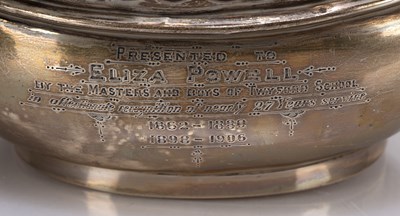 PRESENTED TO
ELIZA POWELL
BY THE MASTERS AND BOYS OF TWYFORD SCHOOL
in affectionate recognition of nearly 27 Years service
1862-1889
1898-1906